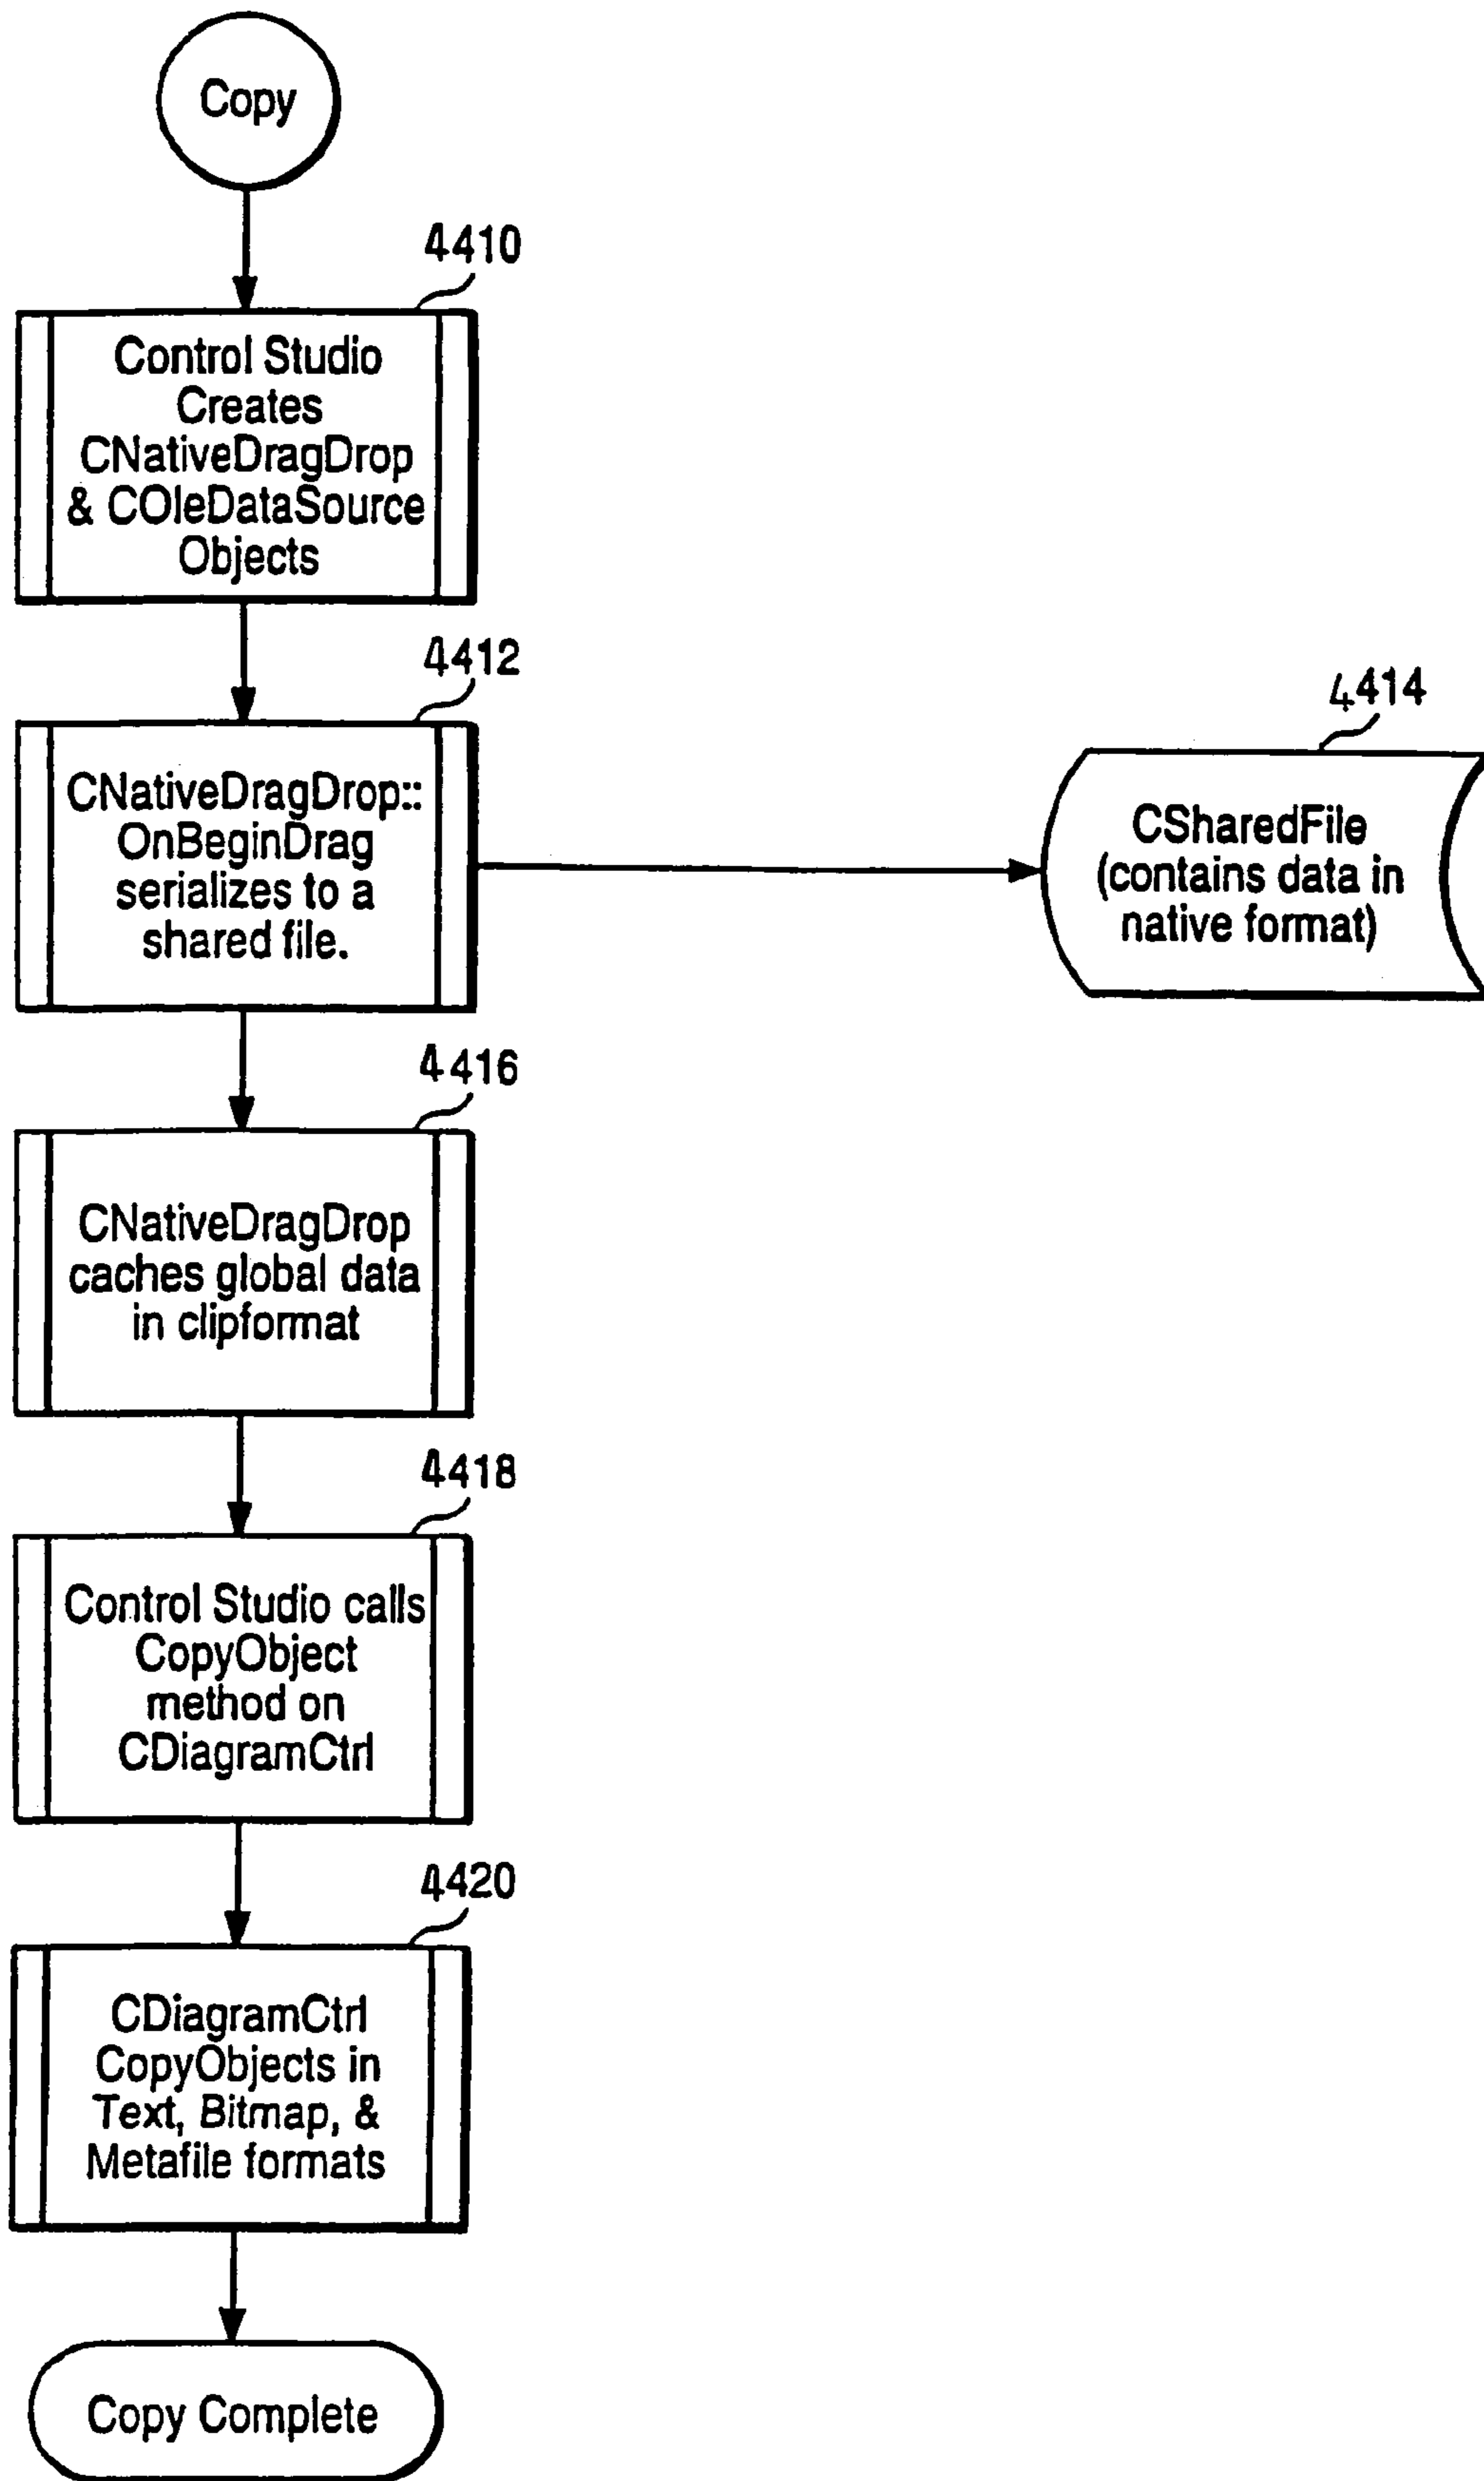 Copy
4410
Control Studio
Creates
CNativeDragDrop
& COleDataSource
Objects
4412
CNativeDragDrop::
OnBeginDrag
serializes to a
shared file.
4414
CSharedFile
(contains data in
native format)
4416
CNativeDragDrop
caches global data
in clipformat
4418
Control Studio calls
CopyObject
method on
CDiagramCtrl
4420
CDiagramCtrl
CopyObjects in
Text, Bitmap, &
Metafile formats
Copy Complete